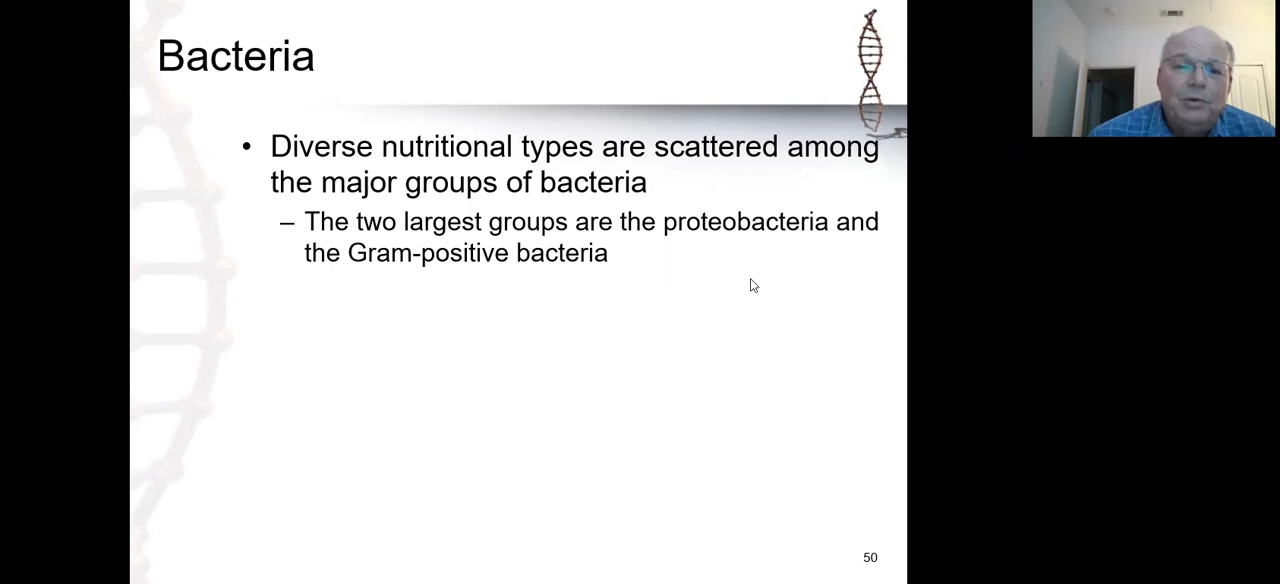 Bacteria
• Diverse nutritional types are scattered among
the major groups of bacteria
– The two largest groups are the proteobacteria and
the Gram-positive bacteria
50